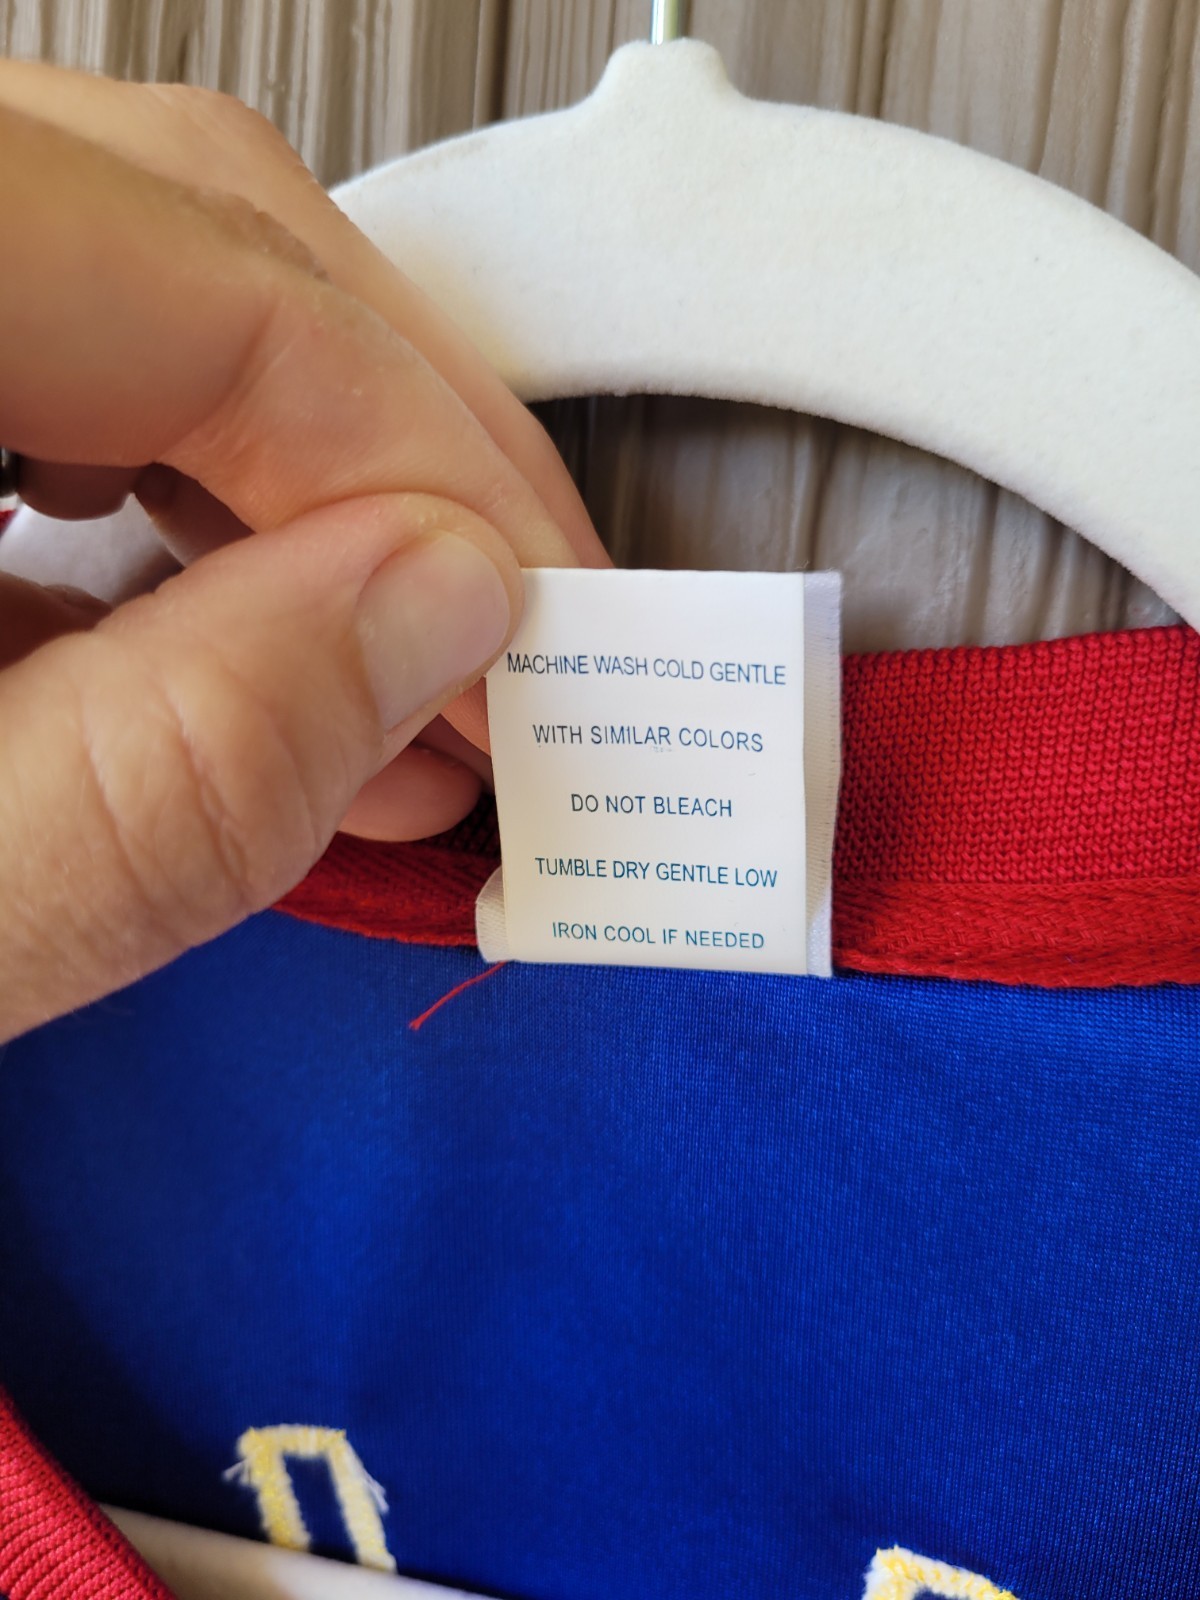 MACHINE WASH COLD GENTLE
WITH SIMILAR COLORS
DO NOT BLEACH
TUMBLE DRY GENTLE LOW
IRON COOL IF NEEDED